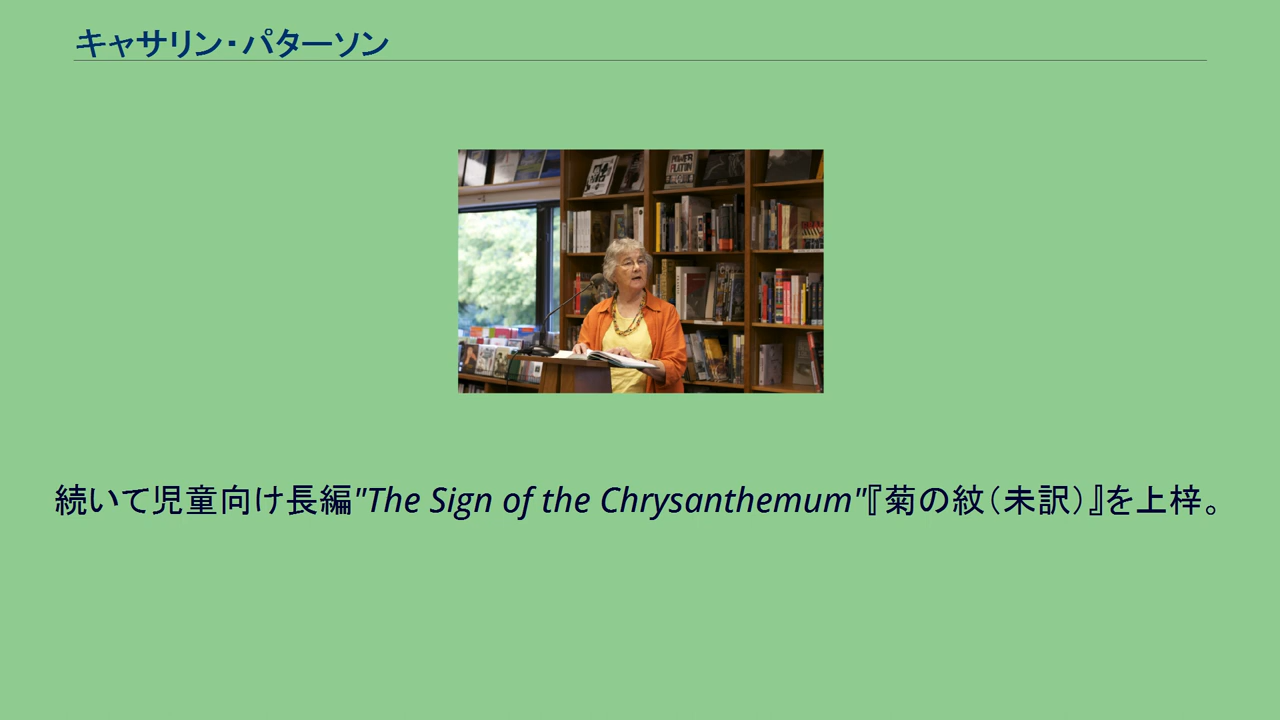 キャサリン・パターソン
POWER
続いて児童向け長編"The Sign of the Chrysanthemum"『菊の紋（未訳）』を上梓。